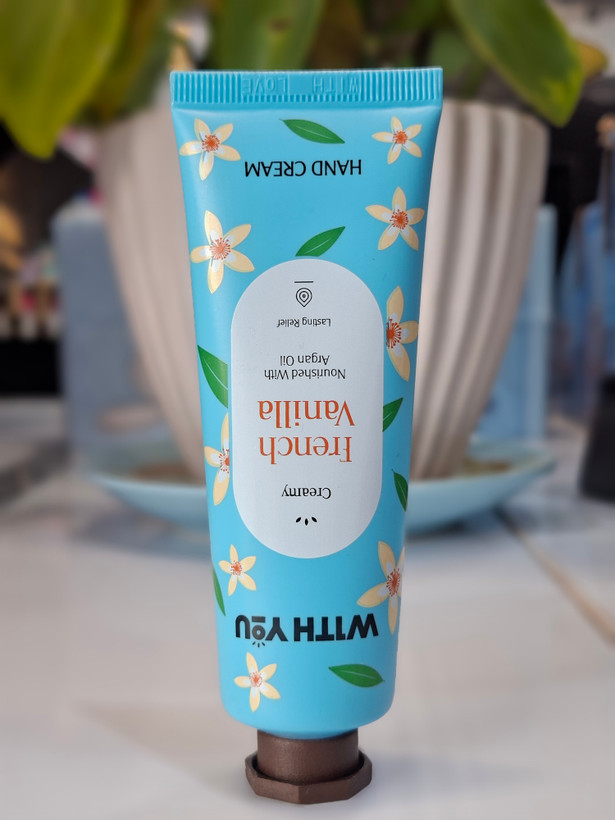 WITH YOU
Creamy
French
Vanilla
Nourished With
Argan Oil
Lasting Relief
HAND CREAM
WITH LOVE